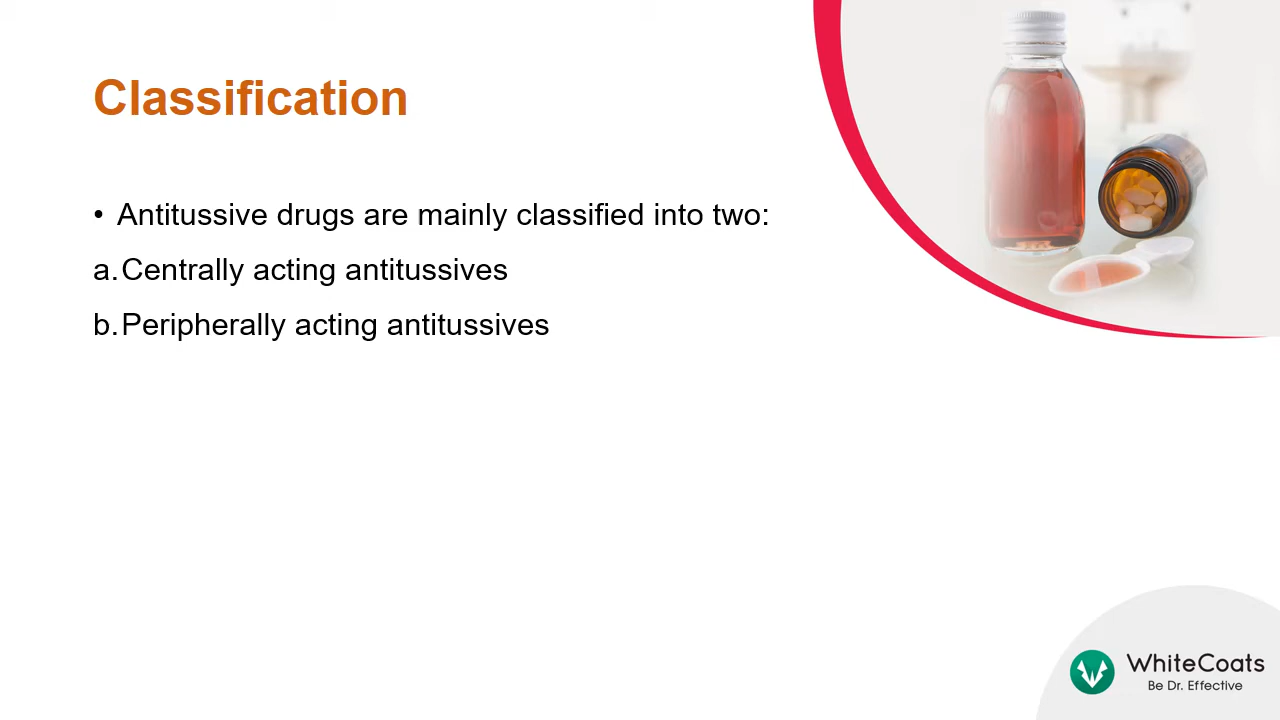 Classification
• Antitussive drugs are mainly classified into two:
a.Centrally acting antitussives
b.Peripherally acting antitussives
WhiteCoats
Be Dr. Effective